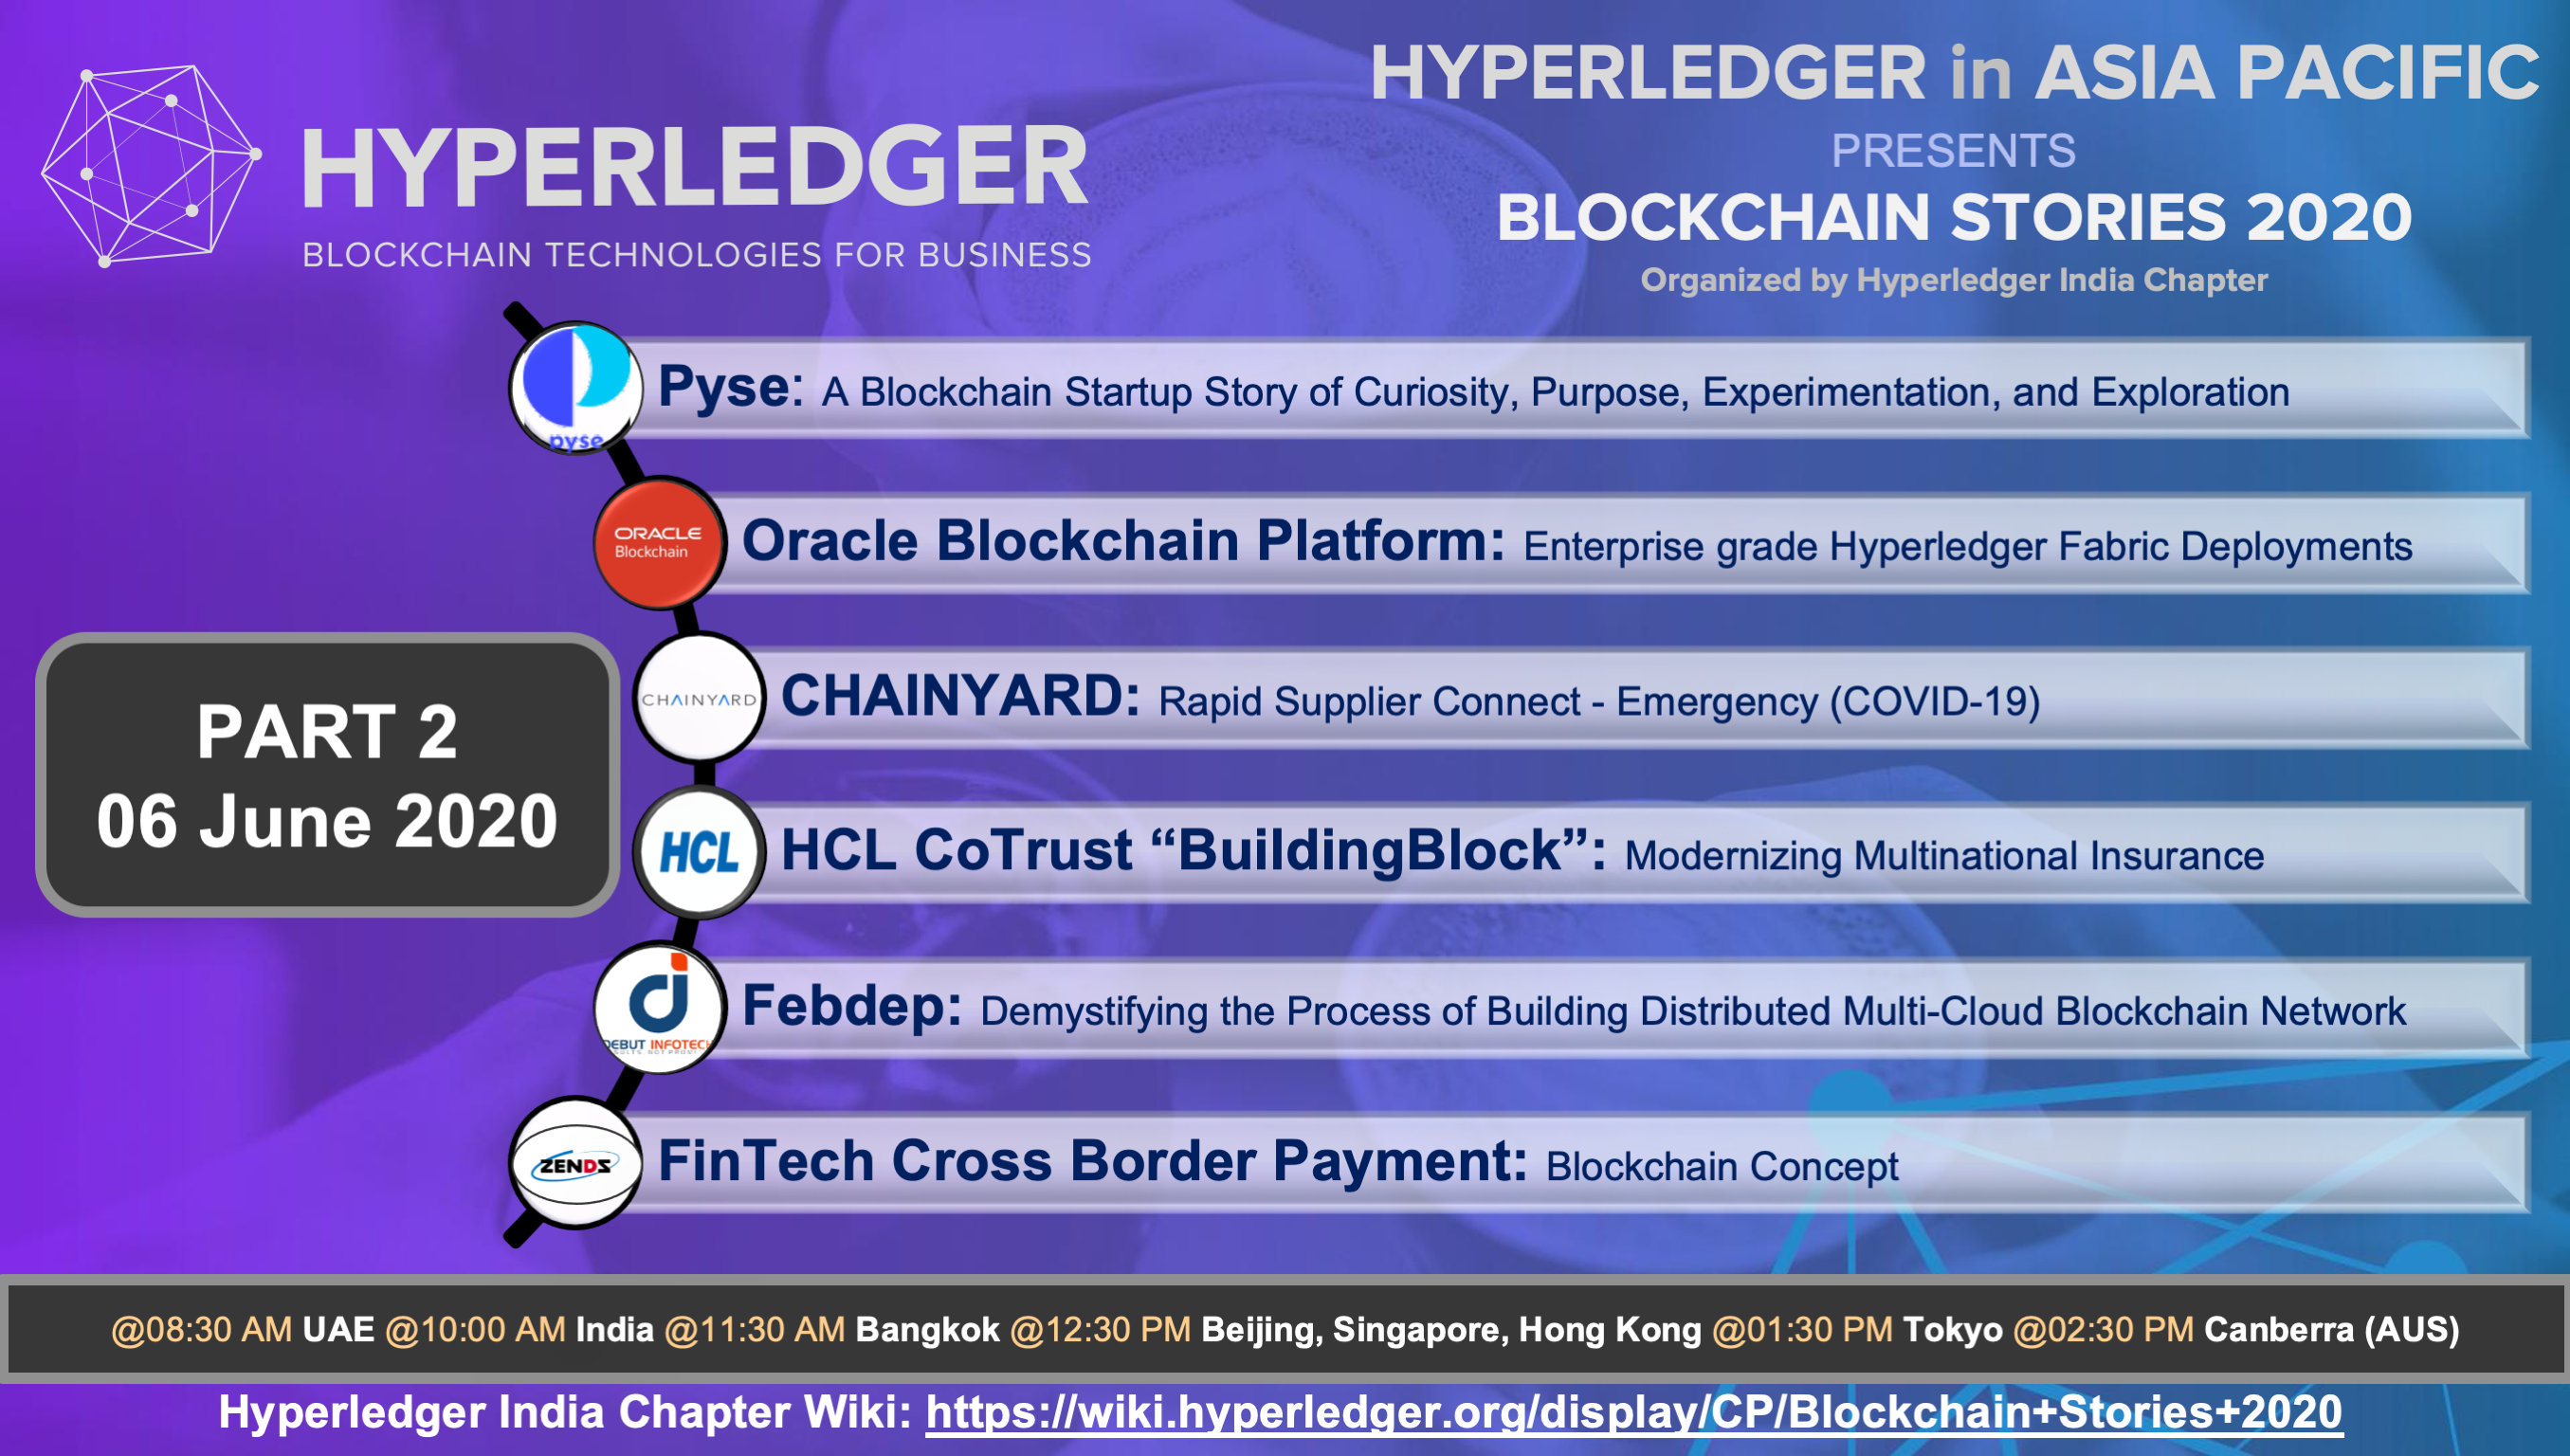 HYPERLEDGER
BLOCKCHAIN TECHNOLOGIES FOR BUSINESS
HYPERLEDGER in ASIA PACIFIC
PRESENTS
BLOCKCHAIN STORIES 2020
Organized by Hyperledger India Chapter
PART 2
06 June 2020
pyse
Pyse: A Blockchain Startup Story of Curiosity, Purpose, Experimentation, and Exploration
ORACLE
Blockchain
Oracle Blockchain Platform: Enterprise grade Hyperledger Fabric Deployments
CHAINYARD
CHAINYARD: Rapid Supplier Connect - Emergency (COVID-19)
HCL
HCL CoTrust “BuildingBlock”: Modernizing Multinational Insurance
DEBUT INFOTECH
Febdep: Demystifying the Process of Building Distributed Multi-Cloud Blockchain Network
ZENDS
FinTech Cross Border Payment: Blockchain Concept
@08:30 AM UAE @10:00 AM India @11:30 AM Bangkok @12:30 PM Beijing, Singapore, Hong Kong @01:30 PM Tokyo @02:30 PM Canberra (AUS)
Hyperledger India Chapter Wiki: https://wiki.hyperledger.org/display/CP/Blockchain+Stories+2020